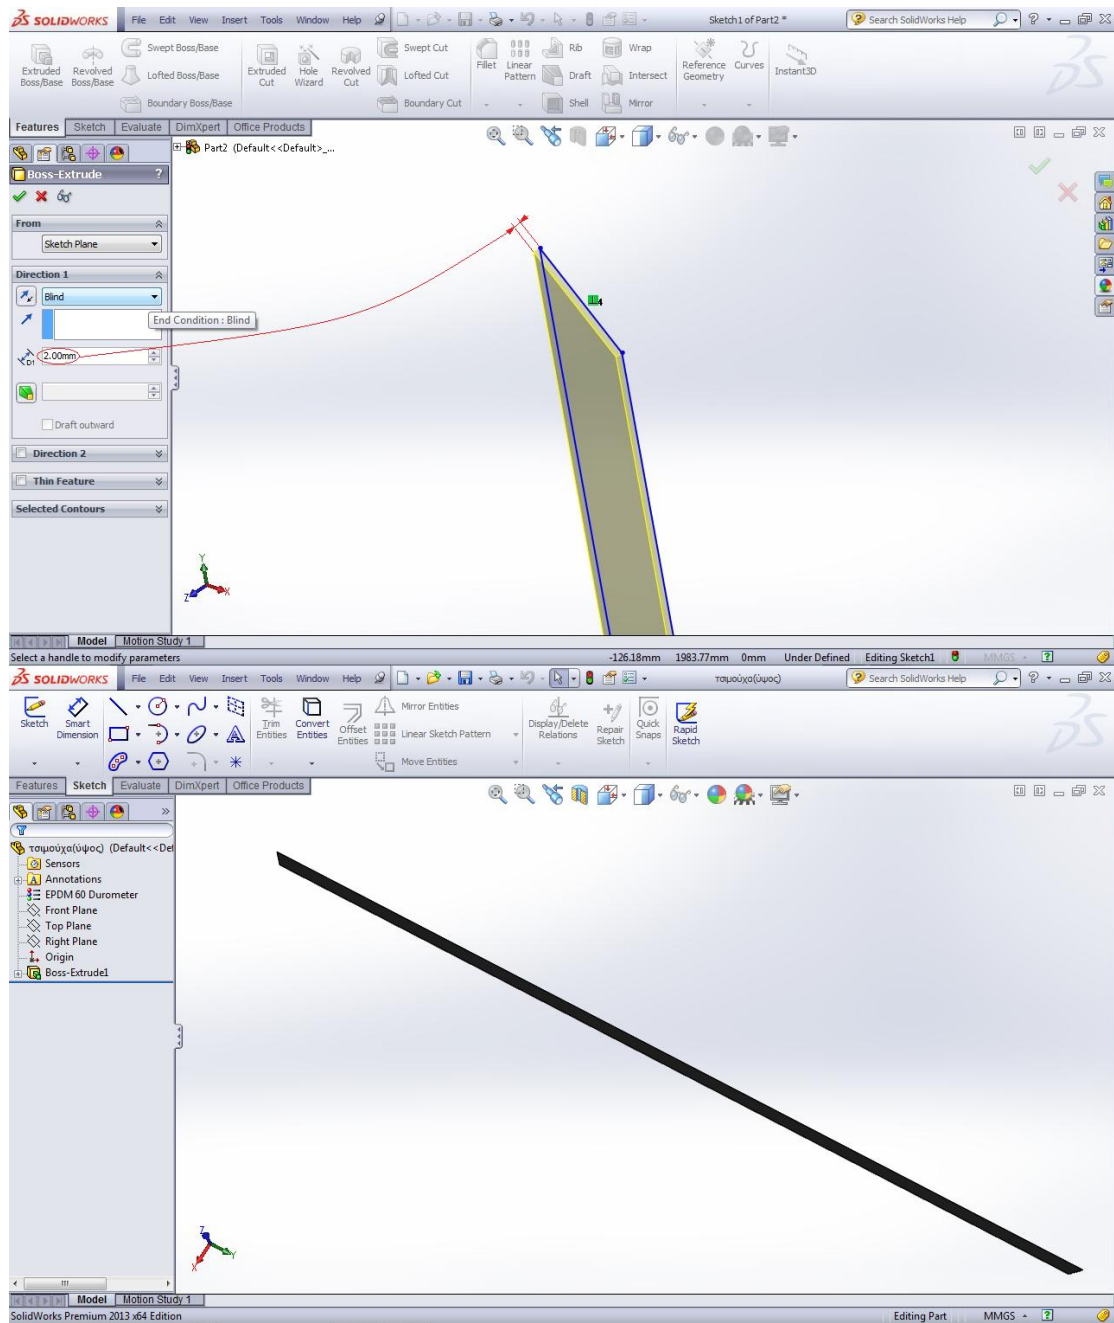 SOLIDWORKS File Edit View Insert Tools Window Help Sketch1 of Part2 * Search SolidWorks Help
Extruded Boss/Base Revolved Boss/Base Swept Boss/Base Extruded Cut Hole Wizard Revolved Cut Swept Cut Fillet Linear Pattern Rib Wrap Reference Geometry Curves Instant3D
Lofted Boss/Base Lofted Cut Draft Intersect
Boundary Boss/Base Boundary Cut Shell Mirror
Features Sketch Evaluate DimXpert Office Products
Part2 (Default<<Default>_...
Boss-Extrude ?
From
Sketch Plane
Direction 1
Blind
End Condition : Blind
D1 2.00mm
Draft outward
Direction 2
Thin Feature
Selected Contours
4
Y
Z X
Model Motion Study 1
Select a handle to modify parameters -126.18mm 1983.77mm 0mm Under Defined Editing Sketch1 MMGS
SOLIDWORKS File Edit View Insert Tools Window Help τσιμούχα(ύψος) Search SolidWorks Help
Sketch Smart Dimension Trim Entities Convert Entities Offset Entities Mirror Entities Display/Delete Relations Repair Sketch Quick Snaps Rapid Sketch
Linear Sketch Pattern
Move Entities
Features Sketch Evaluate DimXpert Office Products
τσιμούχα(ύψος) (Default<<Def
Sensors
Annotations
EPDM 60 Durometer
Front Plane
Top Plane
Right Plane
Origin
Boss-Extrude1
Z
Y
X
Model Motion Study 1
SolidWorks Premium 2013 x64 Edition Editing Part MMGS